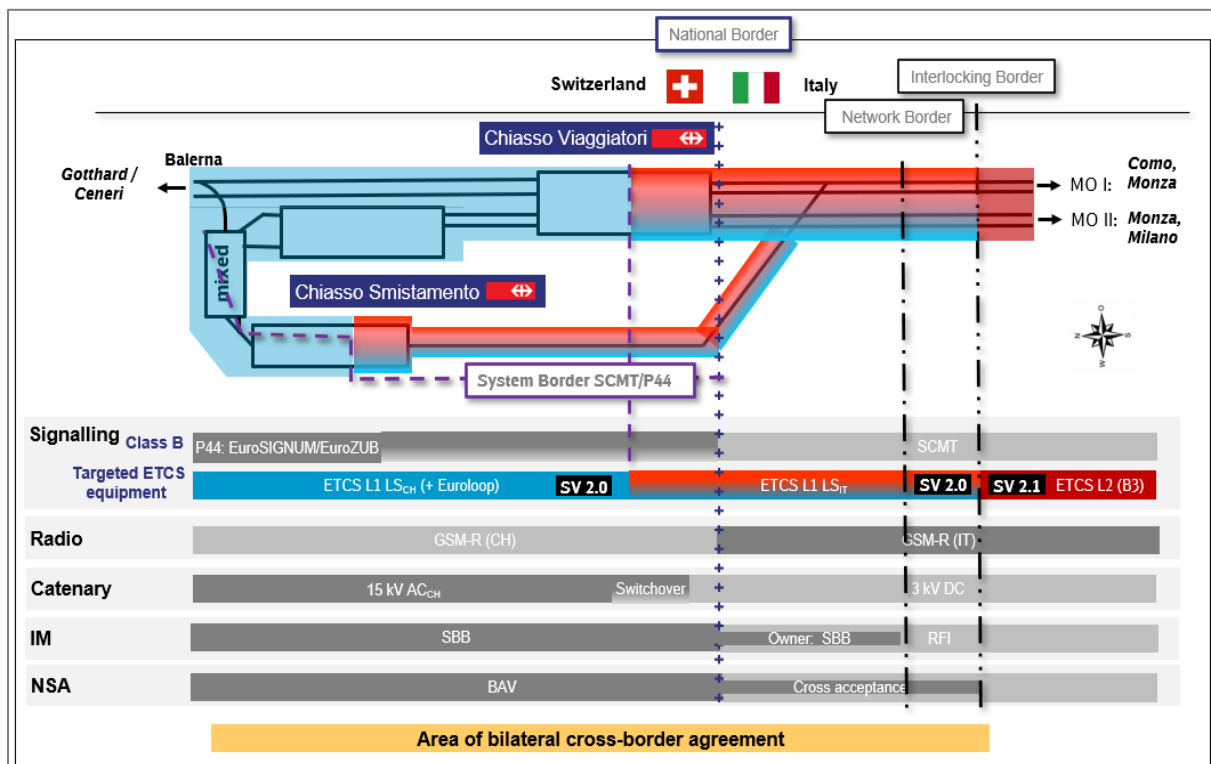 National Border
Switzerland
Italy
Interlocking Border
Network Border
Chiasso Viaggiatori
Balerna
Gotthard /
Ceneri
Como,
Monza
MO I:
MO II:
Monza,
Milano
mixed
Chiasso Smistamento
N
O
S
W
System Border SCMT/P44
Signalling
Class B
P44: EuroSIGNUM/EuroZUB
SCMT
Targeted ETCS
equipment
ETCS L1 LSCH (+ Euroloop)
SV 2.0
ETCS L1 LSIT
SV 2.0
SV 2.1
ETCS L2 (B3)
Radio
GSM-R (CH)
GSM-R (IT)
Catenary
15 kV ACCH
Switchover
3 kV DC
IM
SBB
Owner: SBB
RFI
NSA
BAV
Cross acceptance
Area of bilateral cross-border agreement